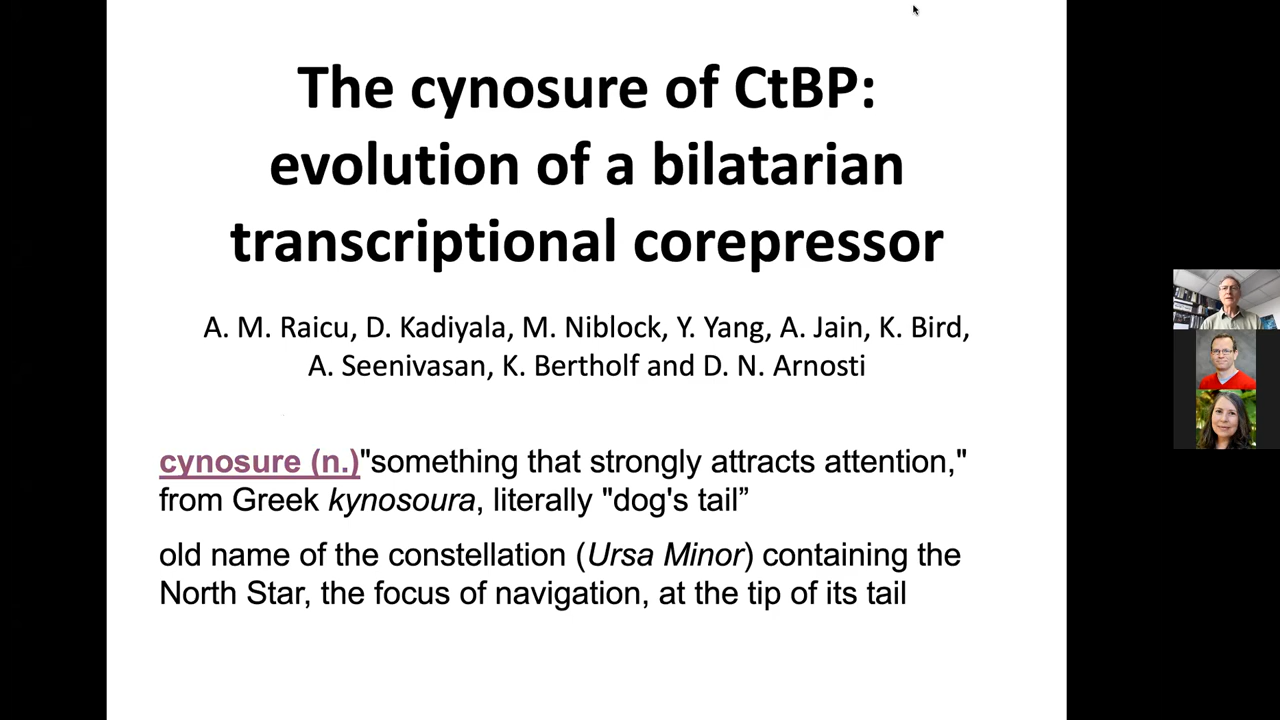 The cynosure of CtBP:
evolution of a bilatarian
transcriptional corepressor
A. M. Raicu, D. Kadiyala, M. Niblock, Y. Yang, A. Jain, K. Bird,
A. Seenivasan, K. Bertholf and D. N. Arnosti
cynosure (n.)"something that strongly attracts attention,"
from Greek kynosoura, literally "dog's tail”
old name of the constellation (Ursa Minor) containing the
North Star, the focus of navigation, at the tip of its tail